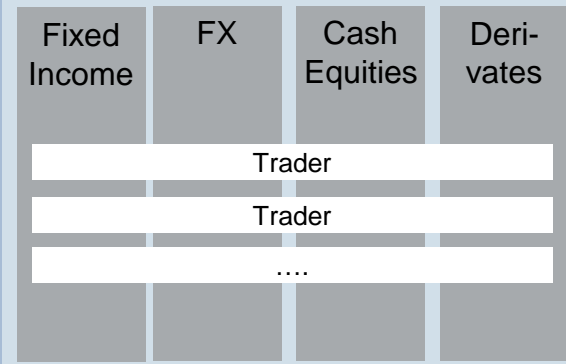 Fixed
Income
FX
Cash
Equities
Deri-
vates
Trader
Trader
....